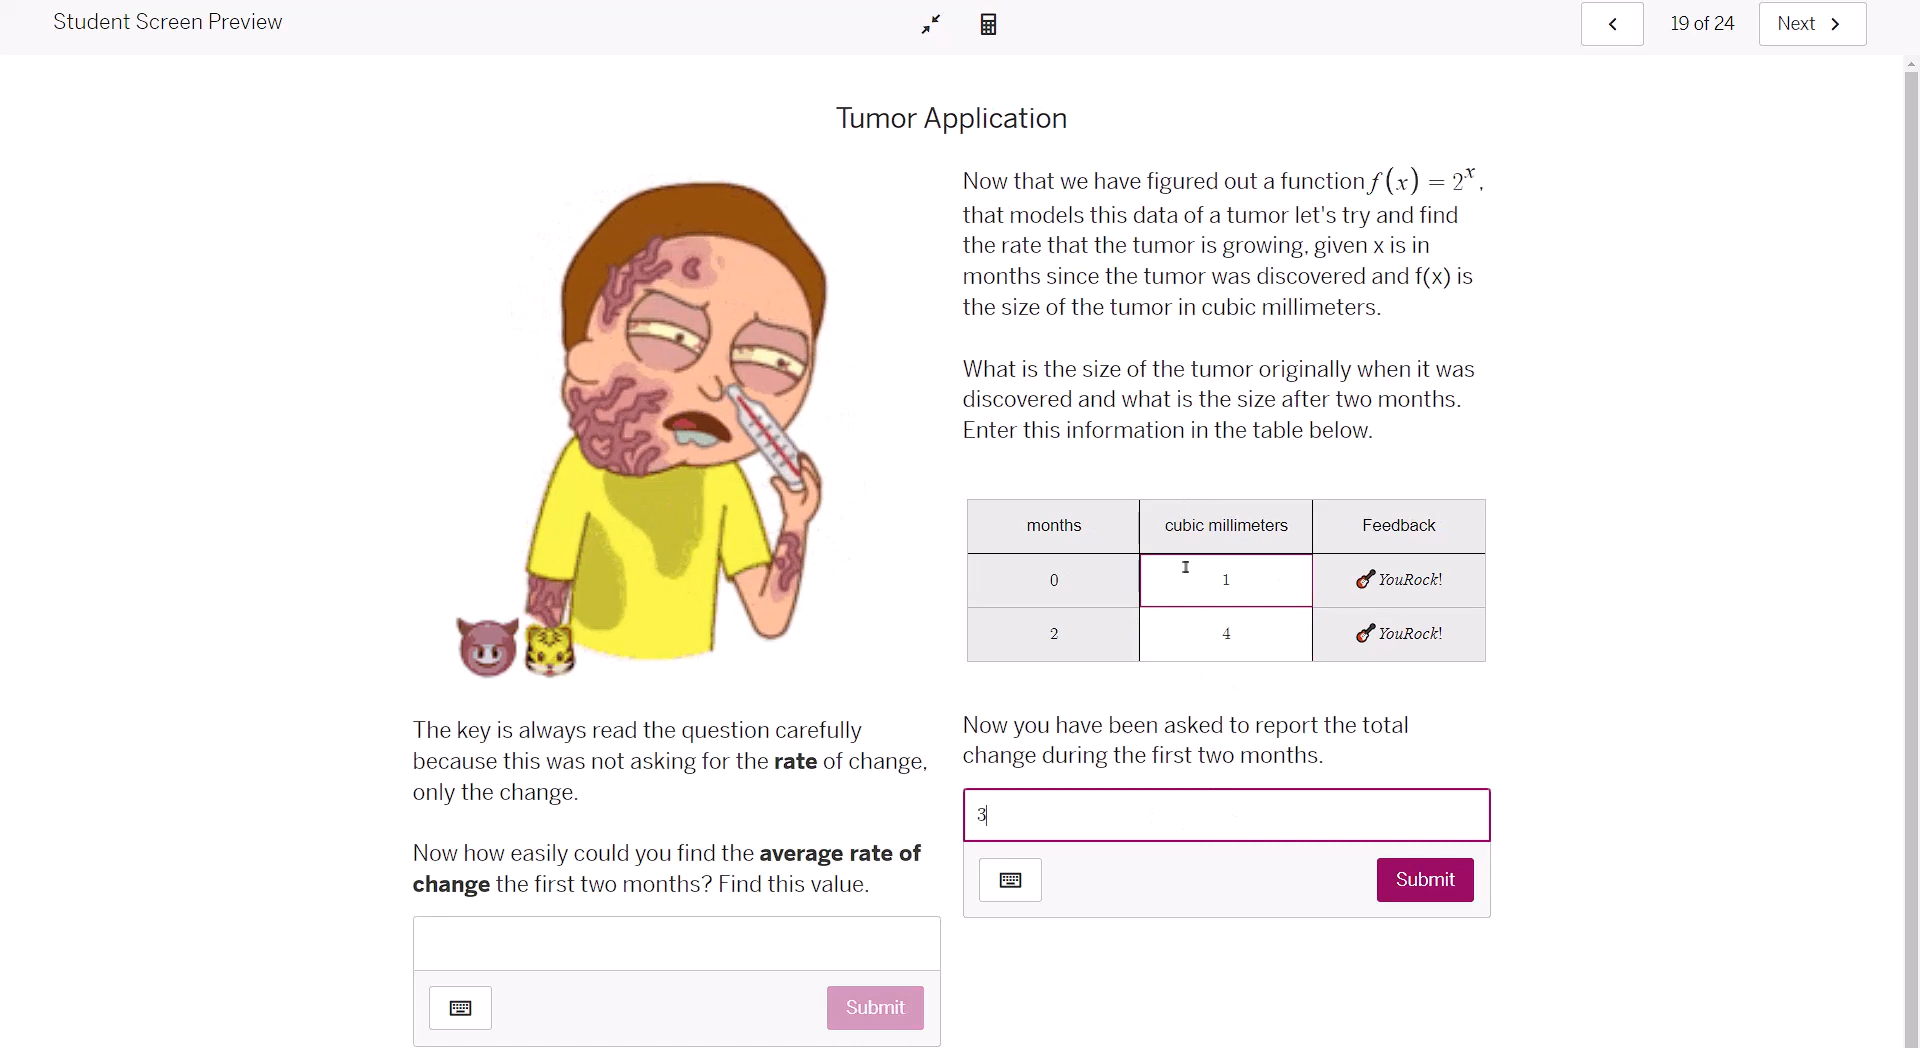 Student Screen Preview
19 of 24
Next
Tumor Application
Now that we have figured out a function f(x) = 2^x,
that models this data of a tumor let's try and find
the rate that the tumor is growing, given x is in
months since the tumor was discovered and f(x) is
the size of the tumor in cubic millimeters.
What is the size of the tumor originally when it was
discovered and what is the size after two months.
Enter this information in the table below.
months cubic millimeters Feedback
0 1 YouRock!
2 4 YouRock!
Now you have been asked to report the total
change during the first two months.
3
Submit
The key is always read the question carefully
because this was not asking for the rate of change,
only the change.
Now how easily could you find the average rate of
change the first two months? Find this value.
Submit